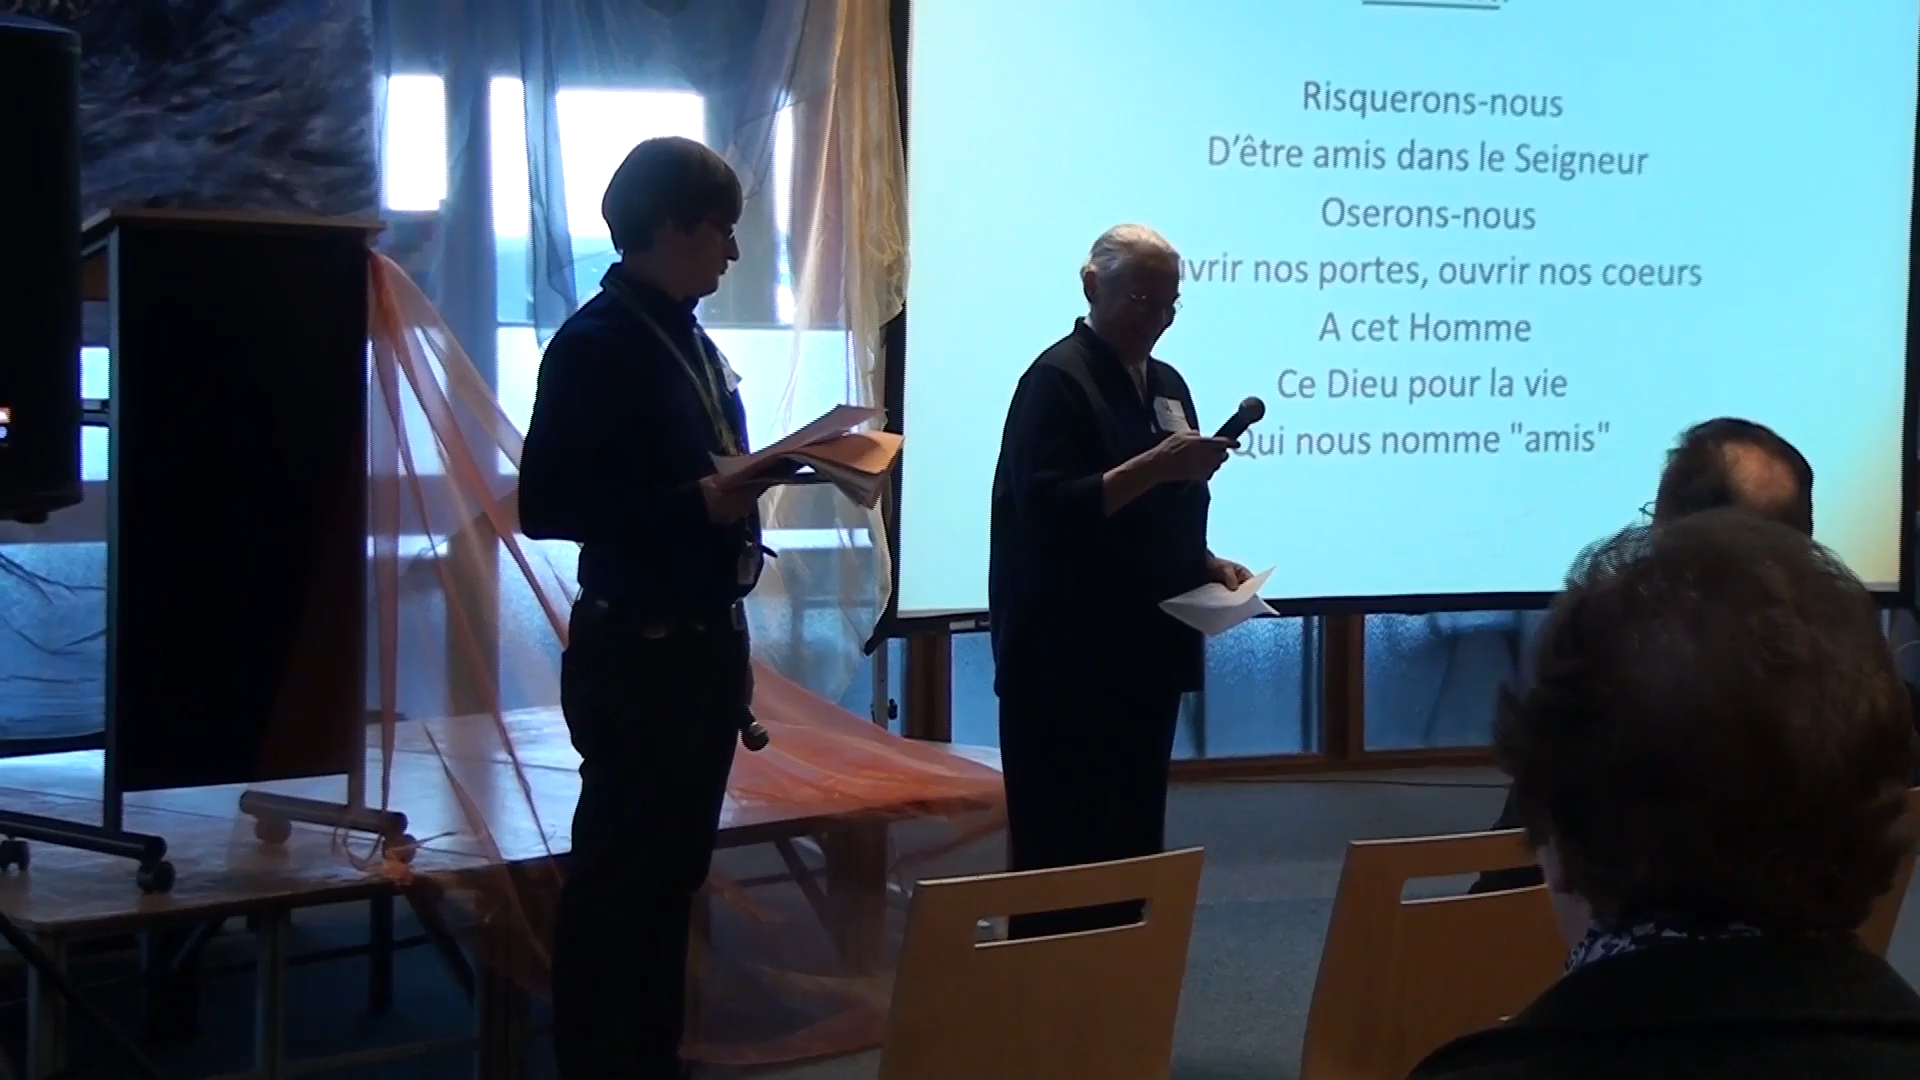 Risquerons-nous
D'être amis dans le Seigneur
Oserons-nous
uvrir nos portes, ouvrir nos coeurs
A cet Homme
Ce Dieu pour la vie
Qui nous nomme "amis"